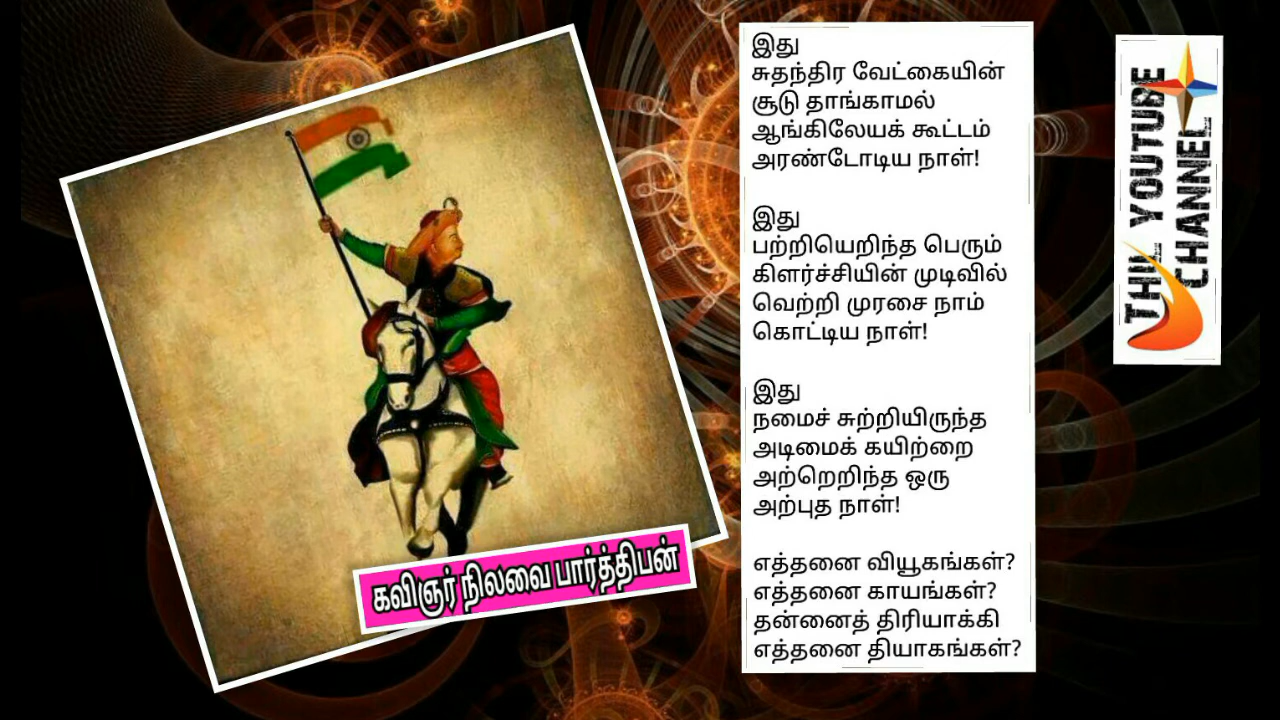 இது
சுதந்திர வேட்கையின்
சூடு தாங்காமல்
ஆங்கிலேயக் கூட்டம்
அரண்டோடிய நாள்!
இது
பற்றியெறிந்த பெரும்
கிளர்ச்சியின் முடிவில்
வெற்றி முரசை நாம்
கொட்டிய நாள்!
இது
நமைச் சுற்றியிருந்த
அடிமைக் கயிற்றை
அற்றெறிந்த ஒரு
அற்புத நாள்!
எத்தனை வியூகங்கள்?
எத்தனை காயங்கள்?
தன்னைத் திரியாக்கி
எத்தனை தியாகங்கள்?
கவிஞர் நிலவை பார்த்திபன்
THIL YOUTUBE
CHANNEL